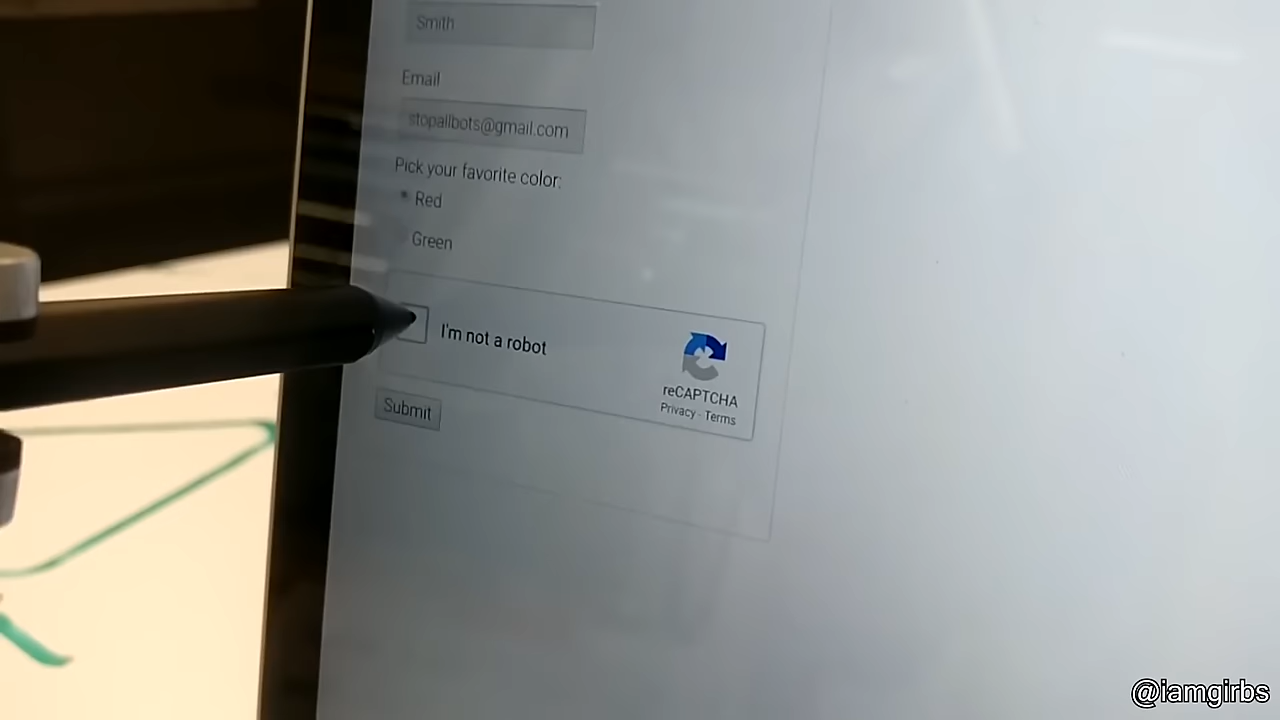 Smith
Email
stopallbots@gmail.com
Pick your favorite color:
Red
Green
I'm not a robot
reCAPTCHA
Privacy - Terms
Submit
@iamgirbs